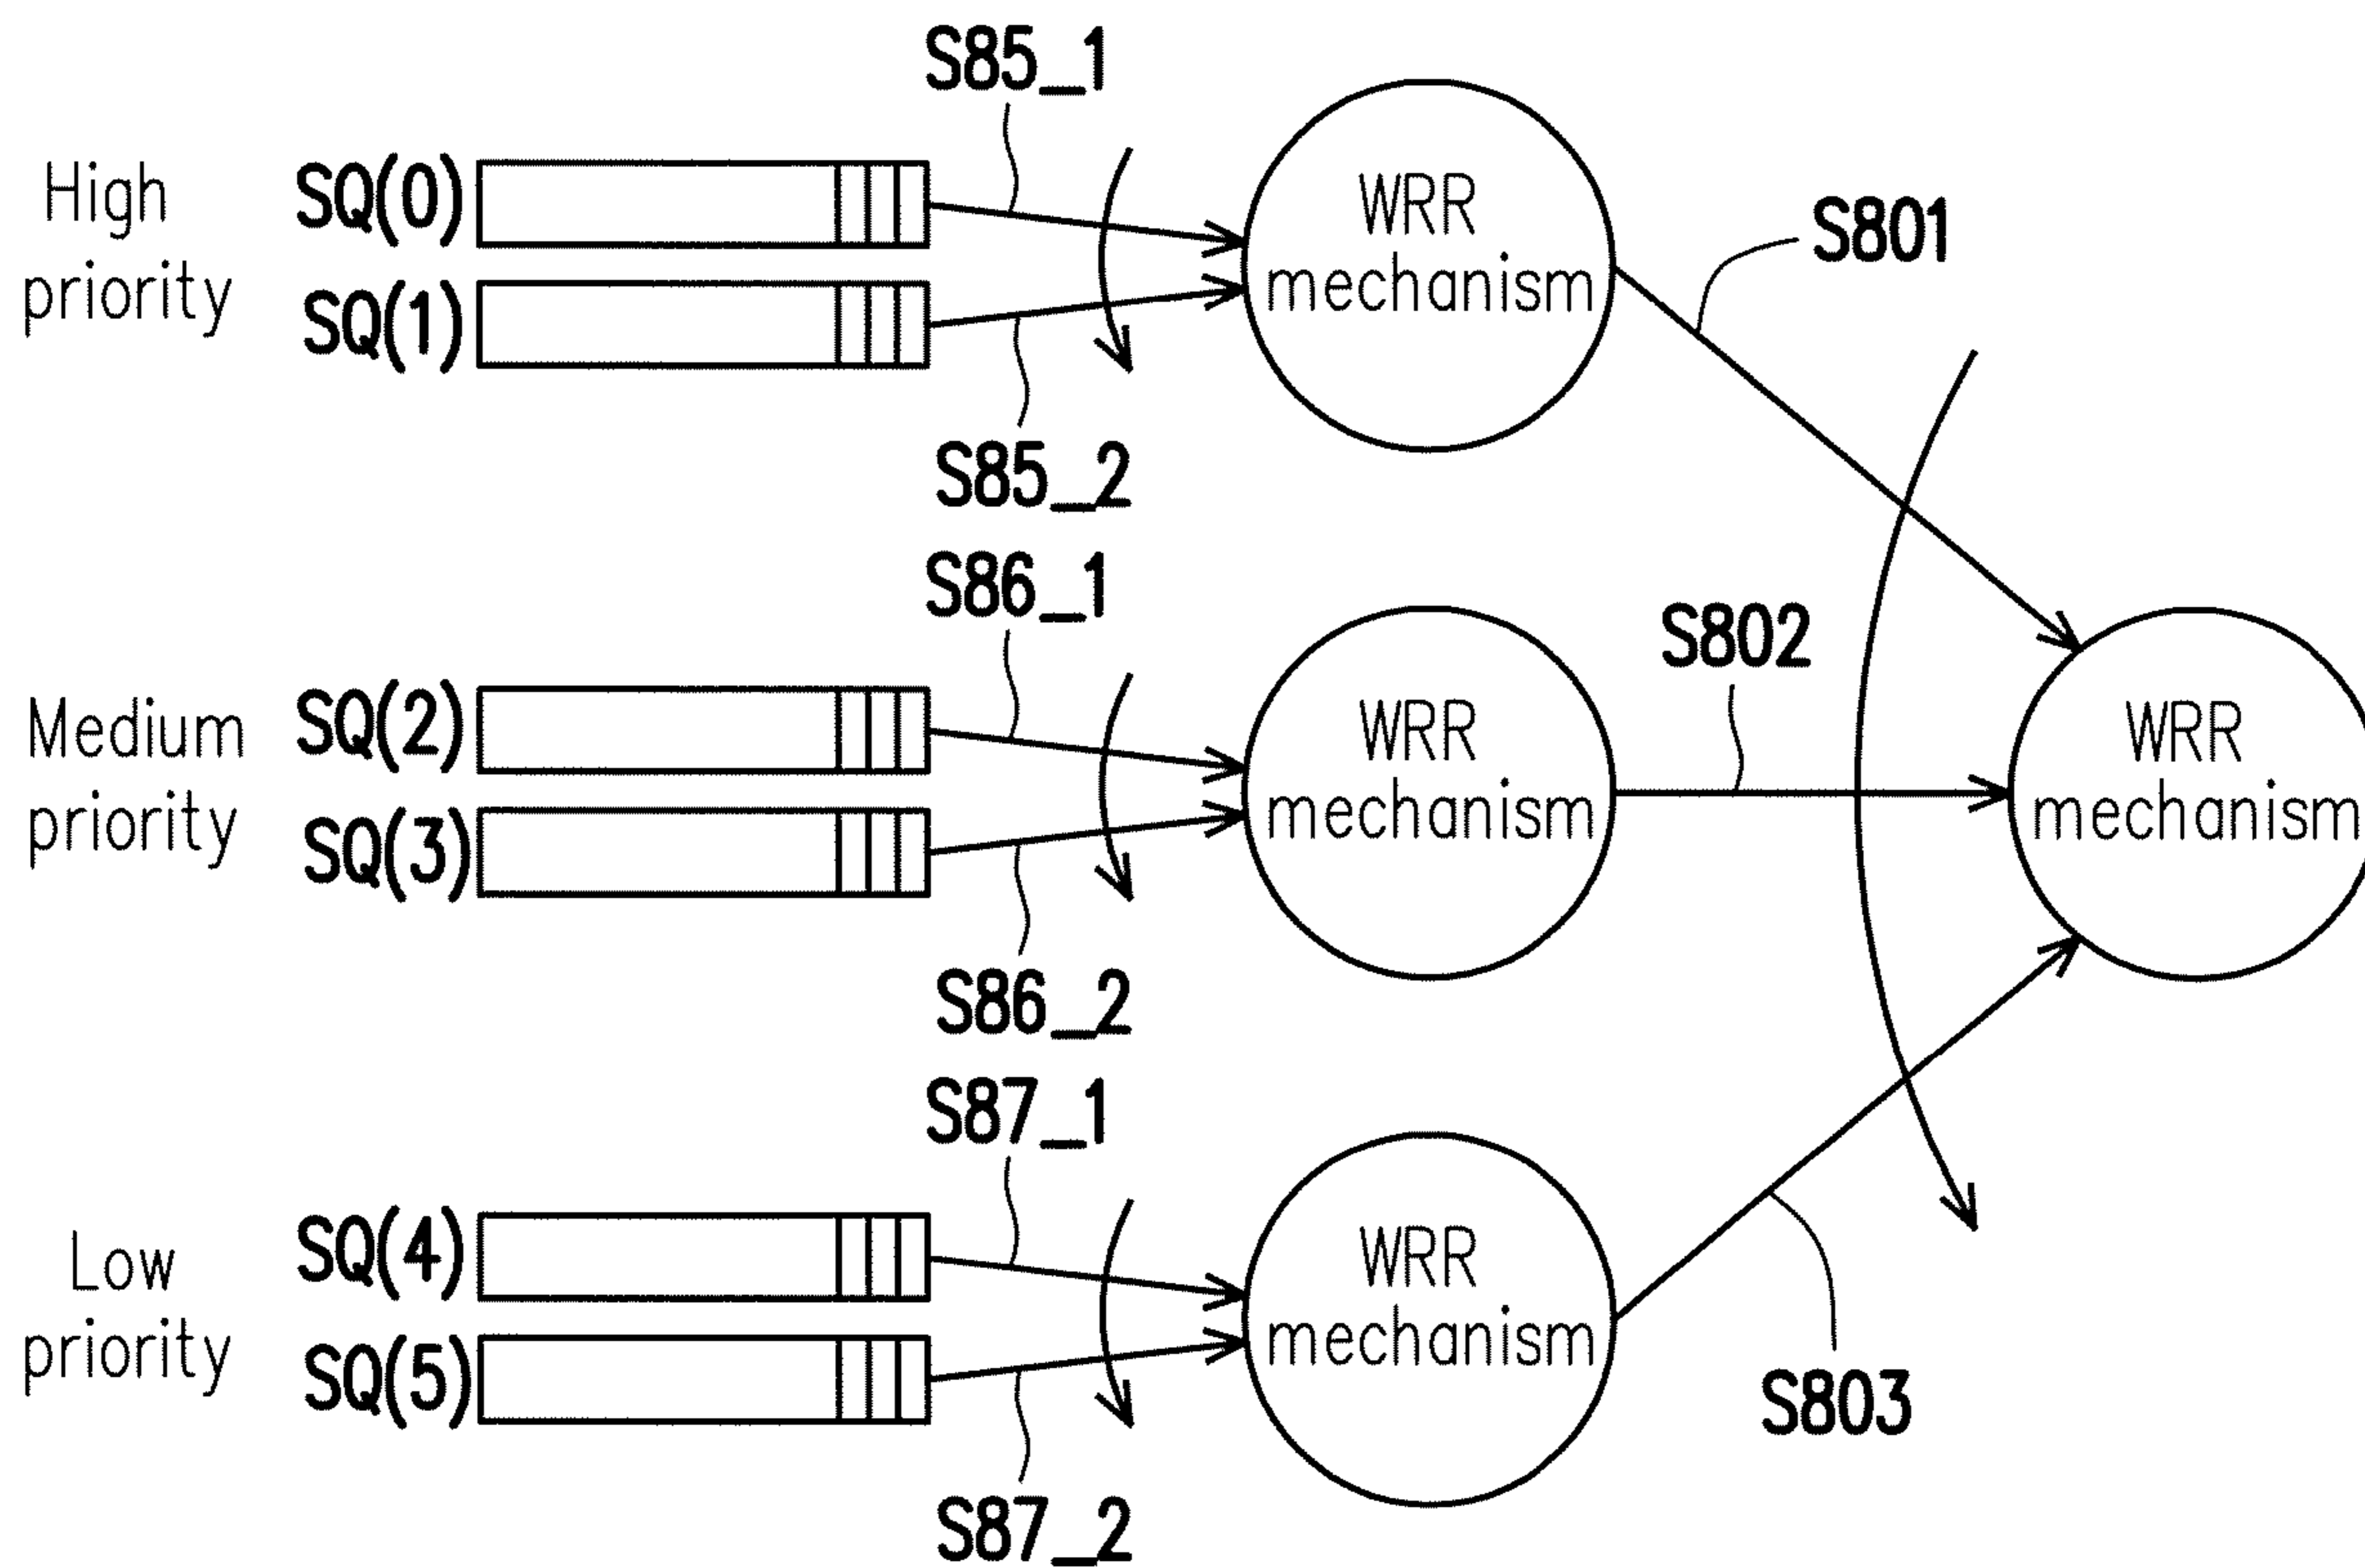 S85_1
High
priority
SQ(0)
SQ(1)
WRR
mechanism
S801
S85_2
S86_1
S802
Medium
priority
SQ(2)
SQ(3)
WRR
mechanism
WRR
mechanism
S86_2
S87_1
Low
priority
SQ(4)
SQ(5)
WRR
mechanism
S803
S87_2